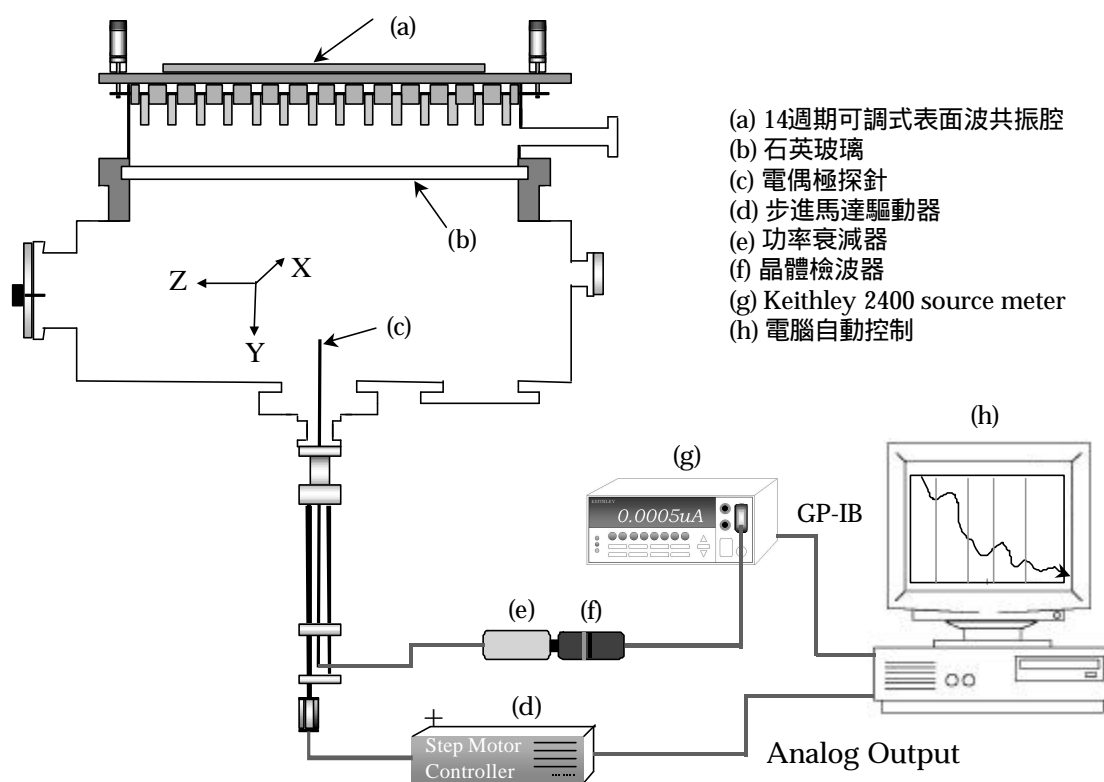 (a)
(a) 14週期可調式表面波共振腔
(b) 石英玻璃
(c) 電偶極探針
(d) 步進馬達驅動器
(e) 功率衰減器
(f) 晶體檢波器
(g) Keithley 2400 source meter
(h) 電腦自動控制
(b)
X
Z
Y
(c)
(h)
(g)
KEITHLEY
0.0005uA
GP-IB
(e)
(f)
(d)
Step Motor
Controller
Analog Output